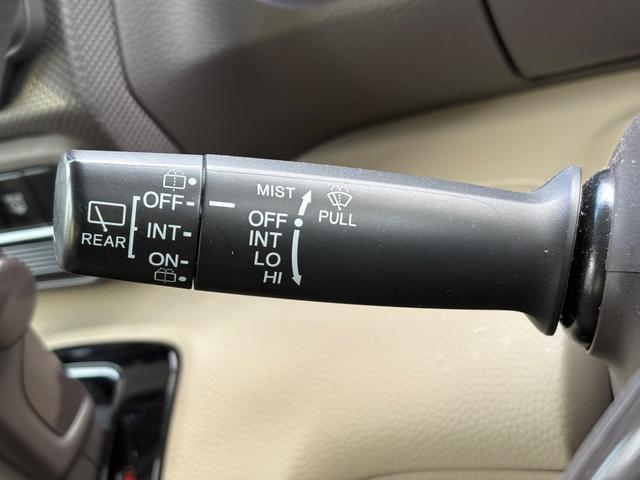 OFF
INT
ON
REAR
MIST
OFF
INT
LO
HI
PULL